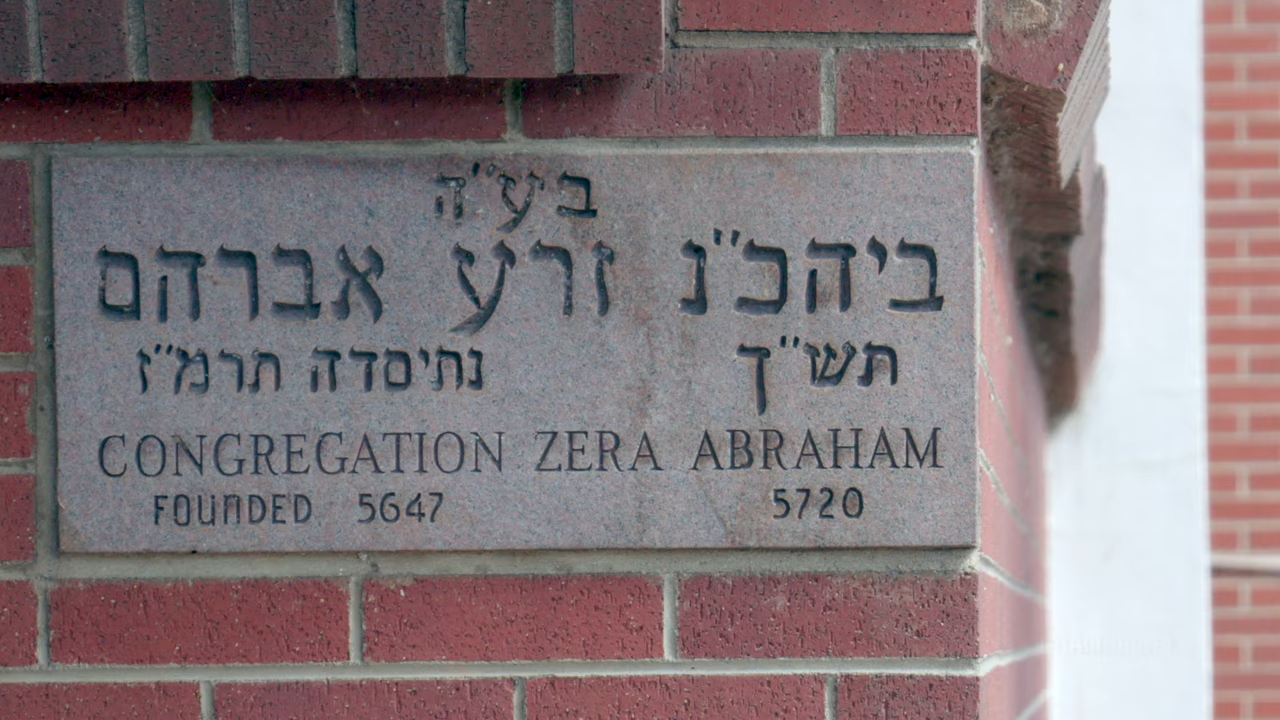 בע״ה
ביהכ״נ זרע אברהם
תש״ך נתיסדה תרמ״ז
CONGREGATION ZERA ABRAHAM
FOUNDED 5647 5720